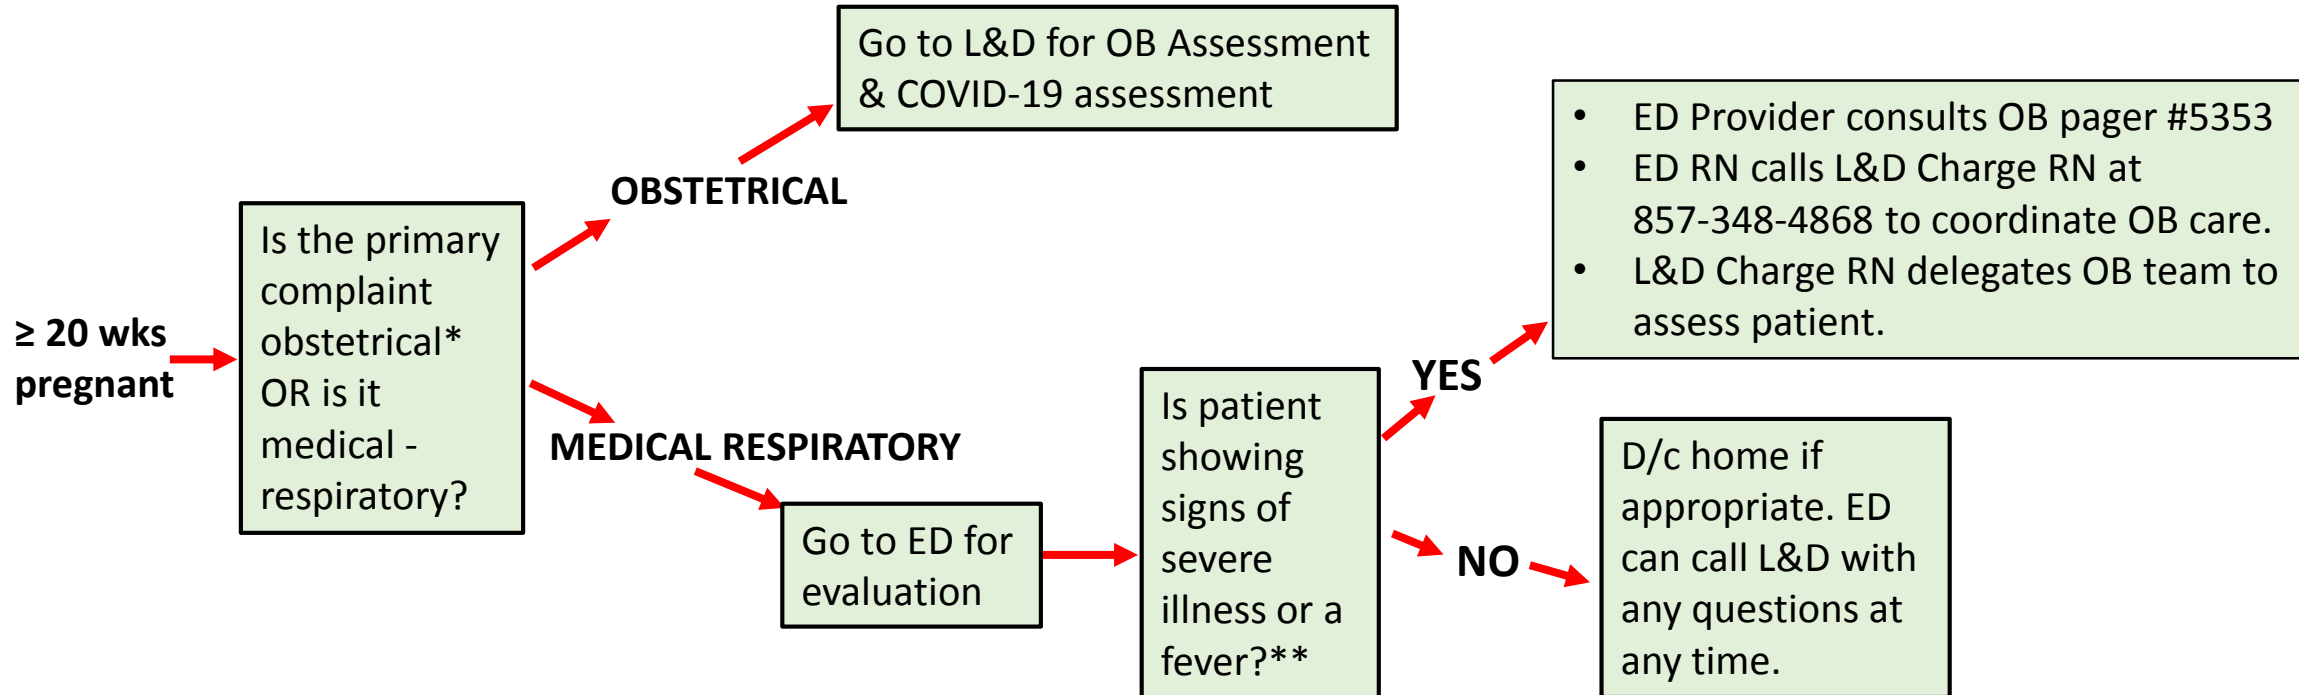 ≥ 20 wks
pregnant
Is the primary
complaint
obstetrical*
OR is it
medical -
respiratory?
OBSTETRICAL
Go to L&D for OB Assessment
& COVID-19 assessment
MEDICAL RESPIRATORY
Go to ED for
evaluation
Is patient
showing
signs of
severe
illness or a
fever?**
YES
• ED Provider consults OB pager #5353
• ED RN calls L&D Charge RN at
857-348-4868 to coordinate OB care.
• L&D Charge RN delegates OB team to
assess patient.
NO
D/c home if
appropriate. ED
can call L&D with
any questions at
any time.